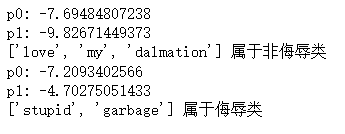 p0: -7.69484807238
p1: -9.82671449373
['love', 'my', 'dalmation'] 属于非侮辱类
p0: -7.2093402566
p1: -4.70275051433
['stupid', 'garbage'] 属于侮辱类